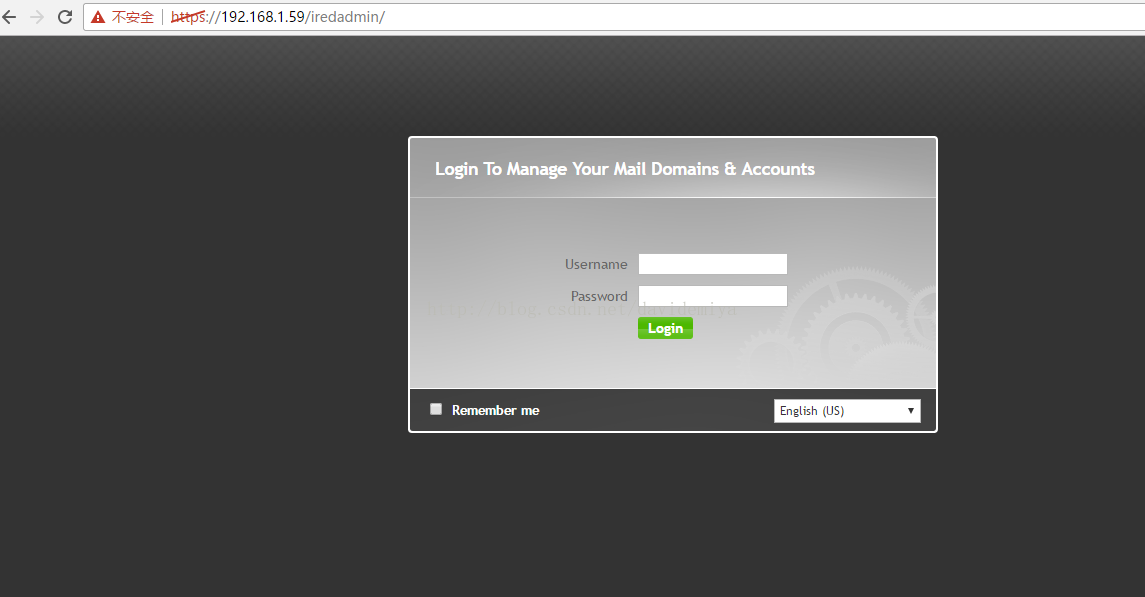 不安全 | https://192.168.1.59/iredadmin/
Login To Manage Your Mail Domains & Accounts
Username
Password
http://blog.csdn.net/davidemiya
Login
Remember me
English (US)